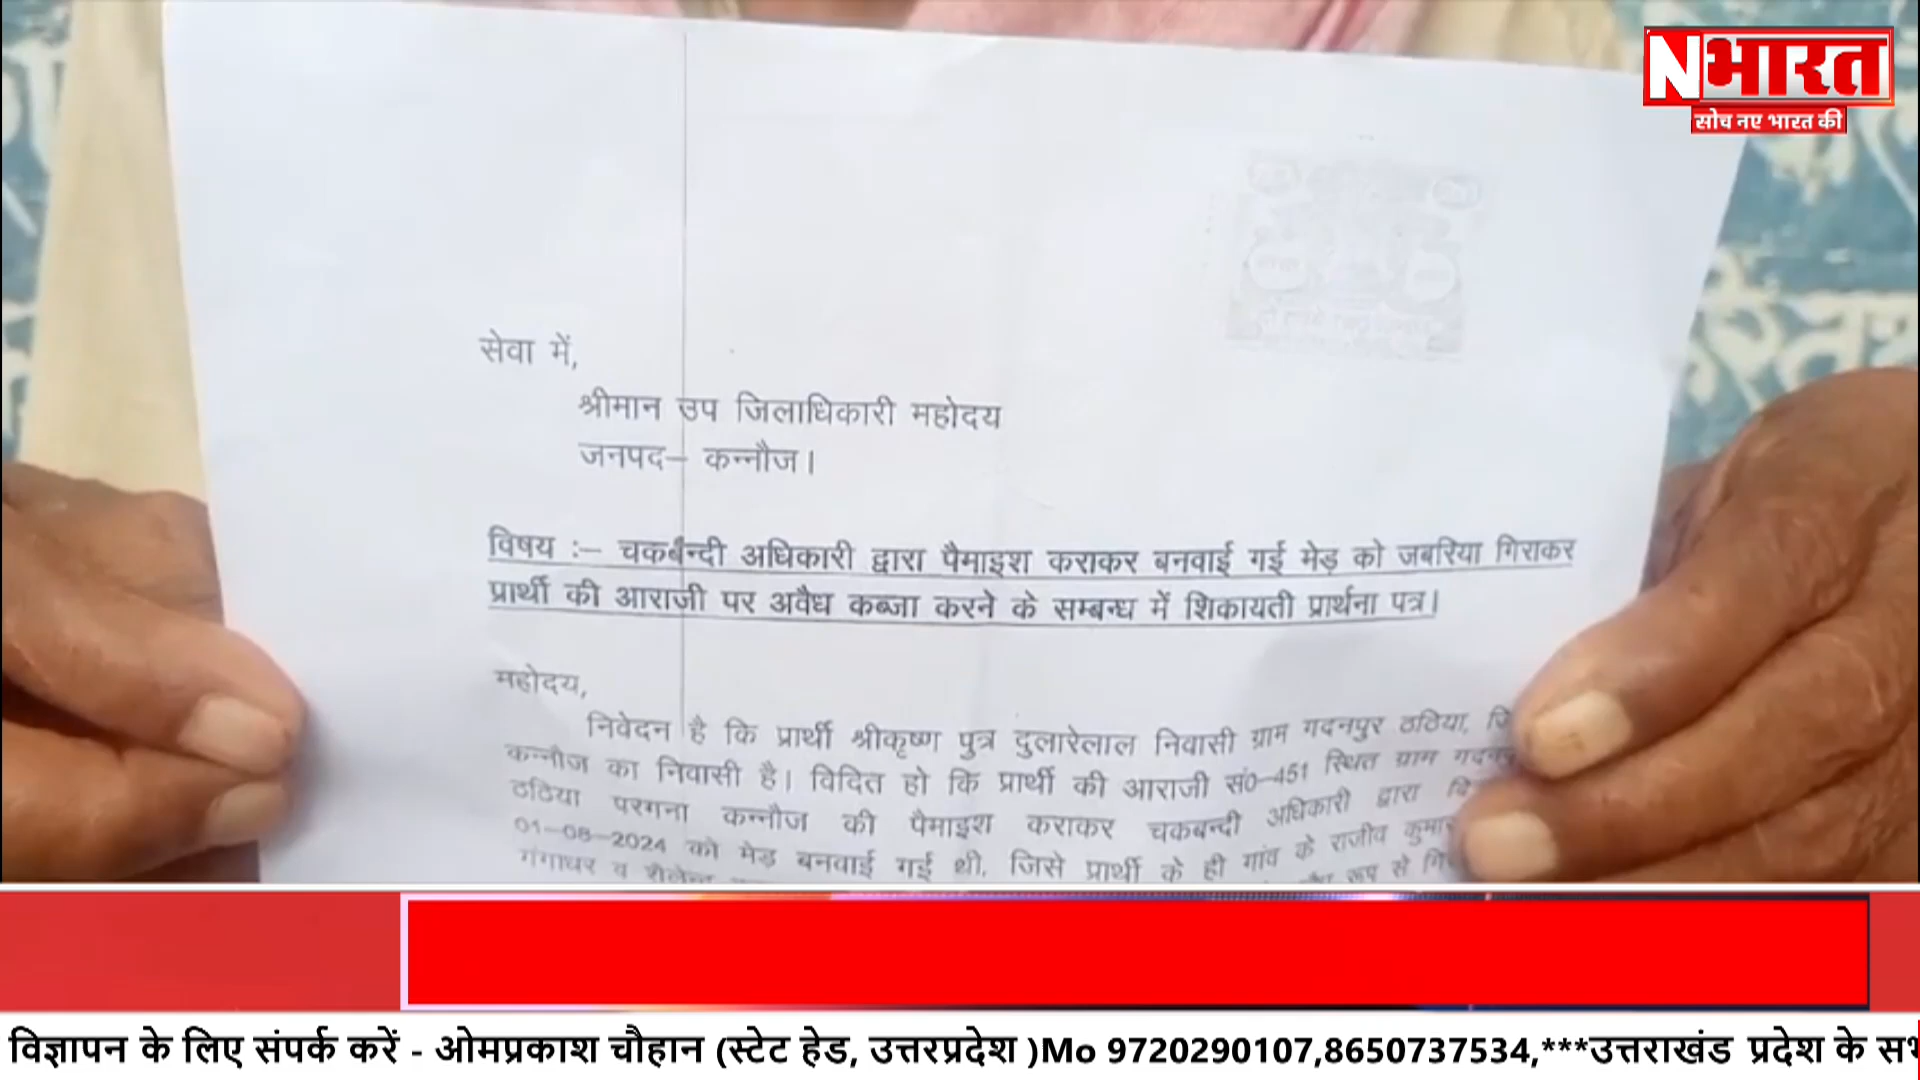 Nभारत
सोच नए भारत की
सेवा में,
श्रीमान उप जिलाधिकारी महोदय
जनपद– कन्नौज।
विषय :– चकबन्दी अधिकारी द्वारा पैमाइश कराकर बनवाई गई मेड़ को जबरिया गिराकर
प्रार्थी की आराजी पर अवैध कब्जा करने के सम्बन्ध में शिकायती प्रार्थना पत्र।
महोदय,
निवेदन है कि प्रार्थी श्रीकृष्ण पुत्र दुलारेलाल निवासी ग्राम गदनपुर ठठिया,
कन्नौज का निवासी है। विदित हो कि प्रार्थी की आराजी सं0–451 स्थित ग्राम
ठठिया परगना कन्नौज की पैमाइश कराकर चकबन्दी अधिकारी द्वारा
01–08–2024 को मेड़ बनवाई गई थी, जिसे प्रार्थी के ही गांव के राजीव कुमार
गंगाधर व रूप से
विज्ञापन के लिए संपर्क करें - ओमप्रकाश चौहान (स्टेट हेड, उत्तरप्रदेश )Mo 9720290107,8650737534,***उत्तराखंड प्रदेश के